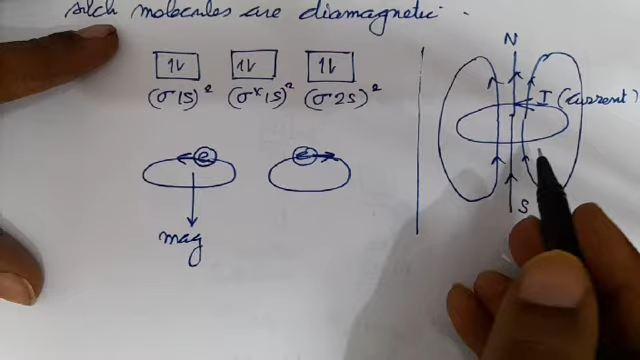 such molecules are diamagnetic.
1↓ 1↓ 1↓
(σ1s)² (σ*1s)² (σ2s)²
e e
mag
N
I (current)
S